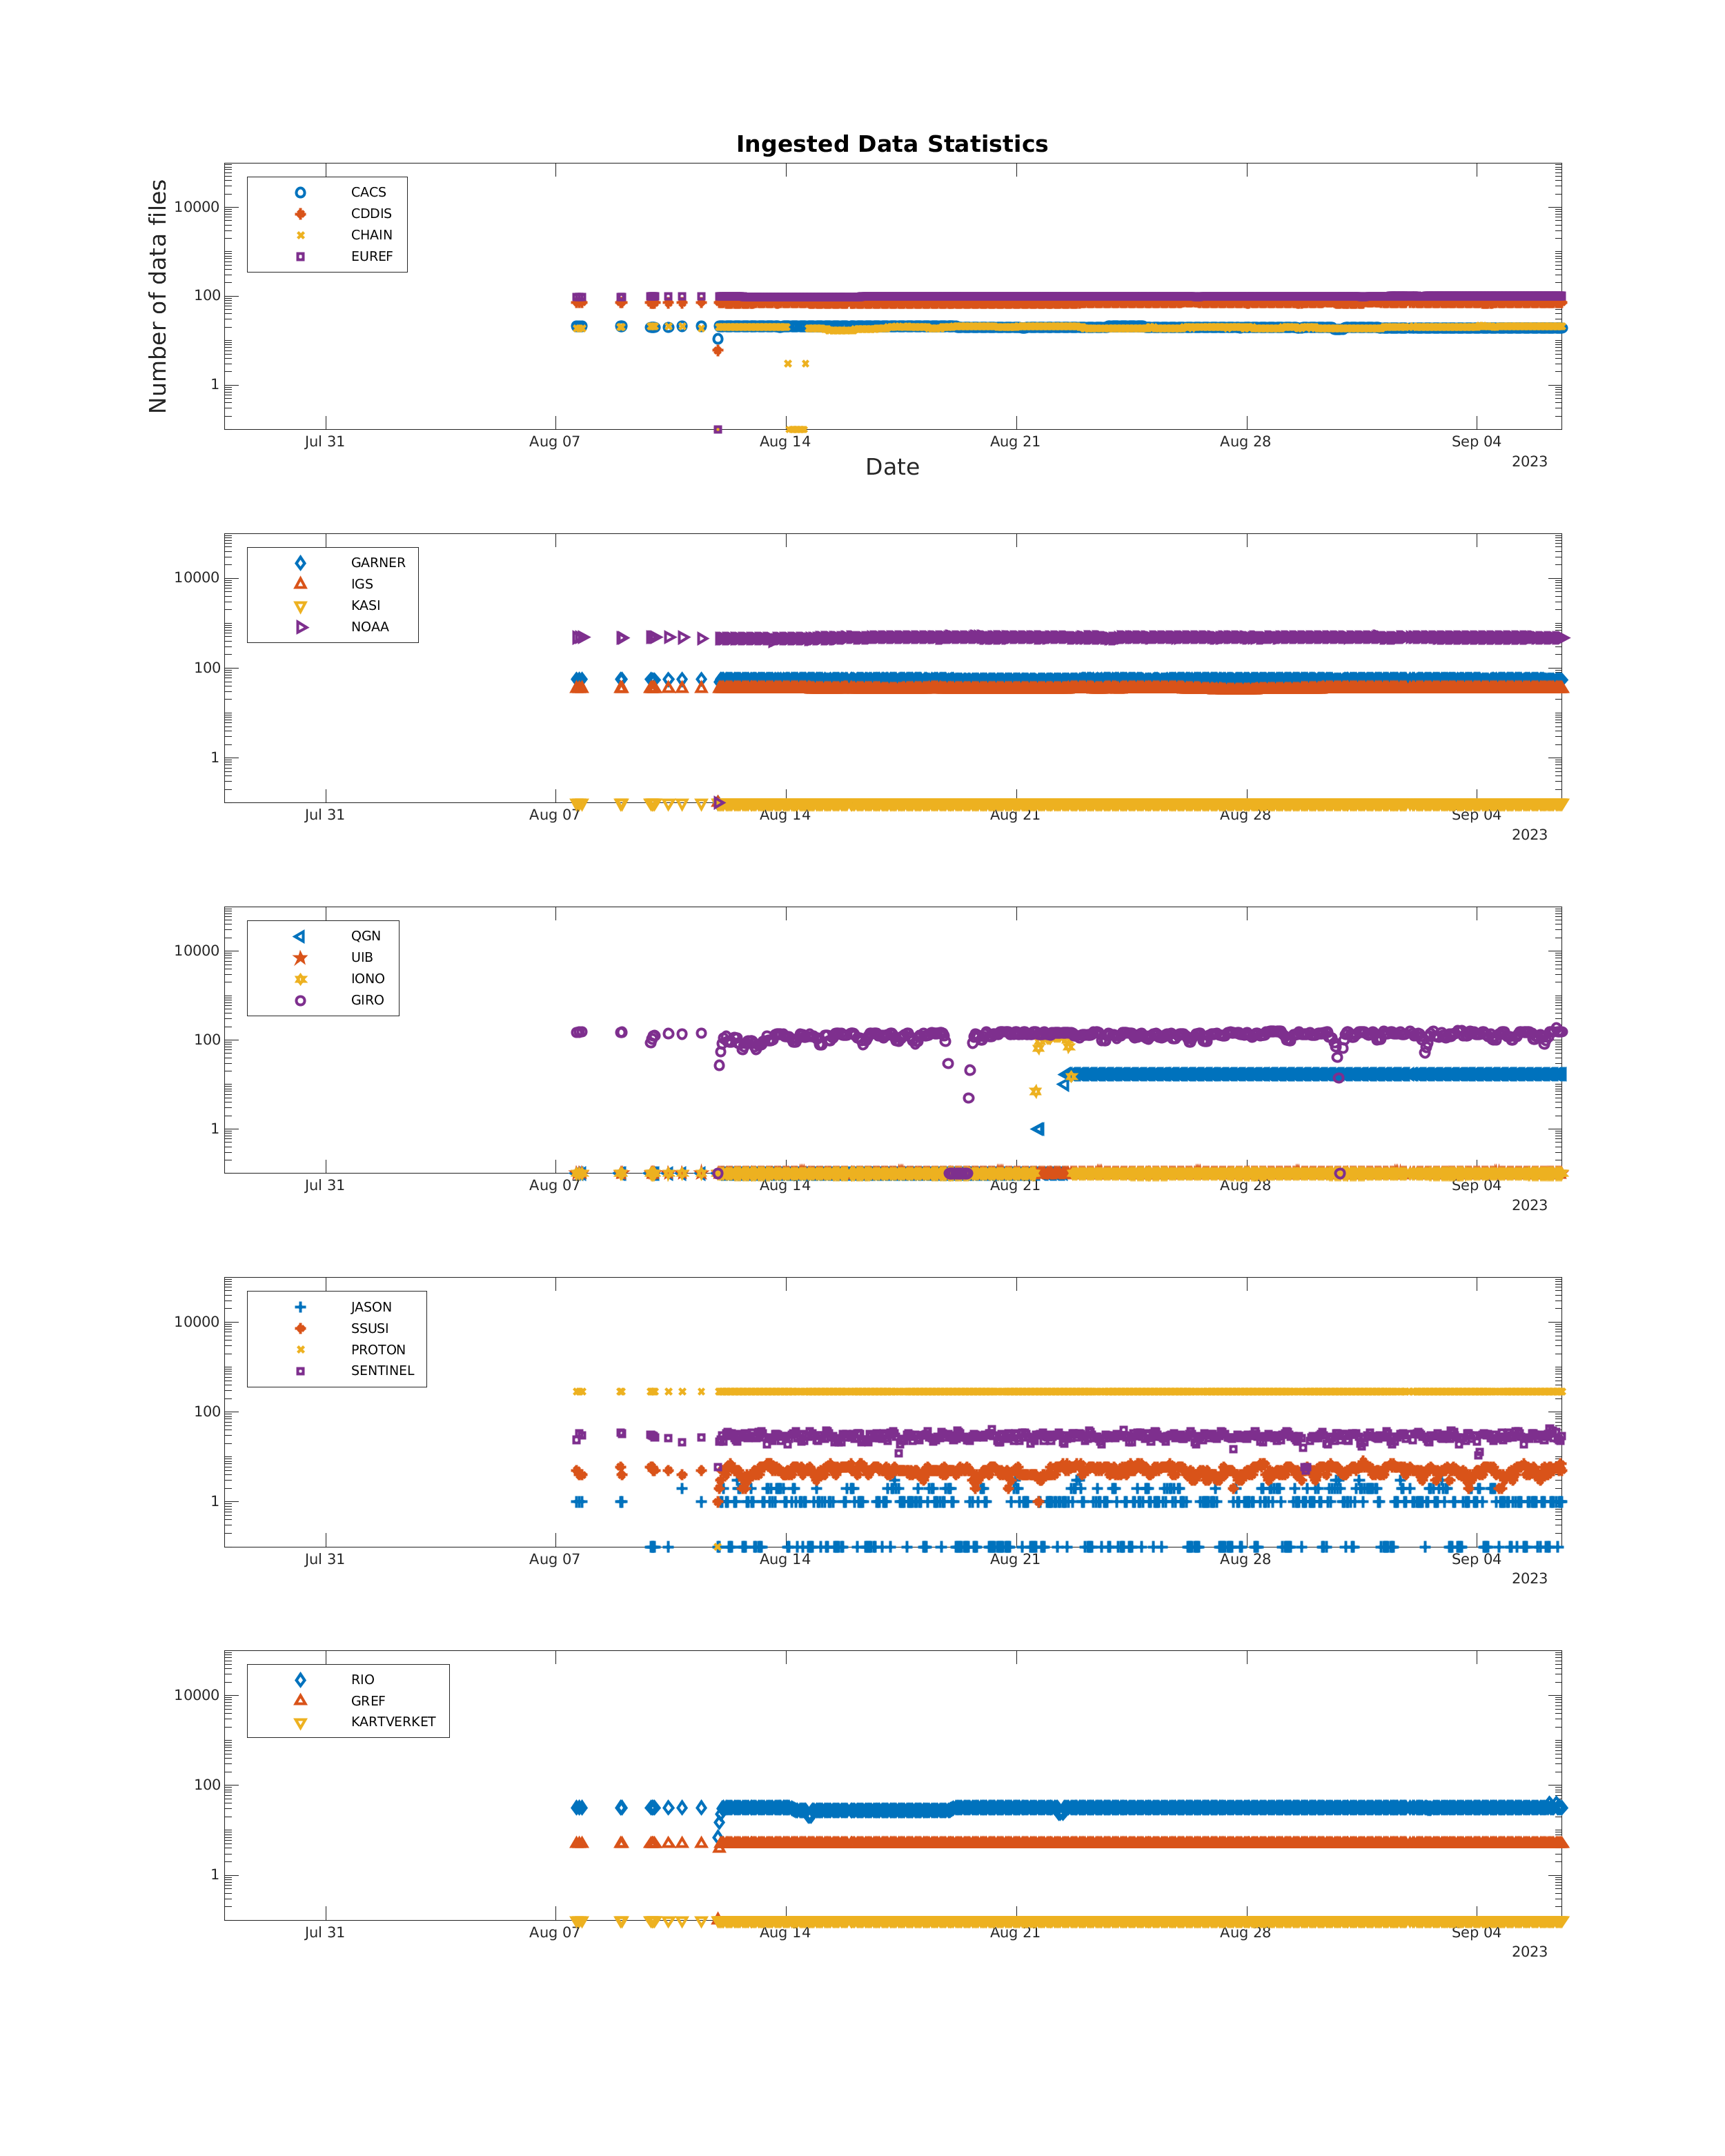 Ingested Data Statistics
Number of data files
10000
100
1
CACS
CDDIS
CHAIN
EUREF
Jul 31 Aug 07 Aug 14 Aug 21 Aug 28 Sep 04
2023
Date
10000
100
1
GARNER
IGS
KASI
NOAA
Jul 31 Aug 07 Aug 14 Aug 21 Aug 28 Sep 04
2023
10000
100
1
QGN
UIB
IONO
GIRO
Jul 31 Aug 07 Aug 14 Aug 21 Aug 28 Sep 04
2023
10000
100
1
JASON
SSUSI
PROTON
SENTINEL
Jul 31 Aug 07 Aug 14 Aug 21 Aug 28 Sep 04
2023
10000
100
1
RIO
GREF
KARTVERKET
Jul 31 Aug 07 Aug 14 Aug 21 Aug 28 Sep 04
2023